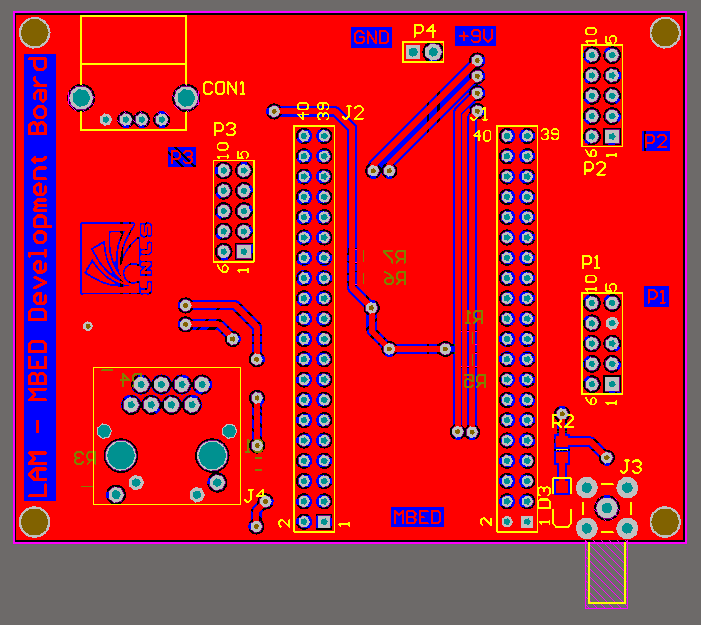 GND
P4
+9V
10
5
CON1
40
39
J2
J1
40
39
P3
P3
10
5
6
1
P2
6
1
P2
R7
R6
P1
10
5
P1
R1
R5
6
1
R4
R2
R3
J3
D3
J4
2
1
MBED
2
1
LAM - MBED Development Board